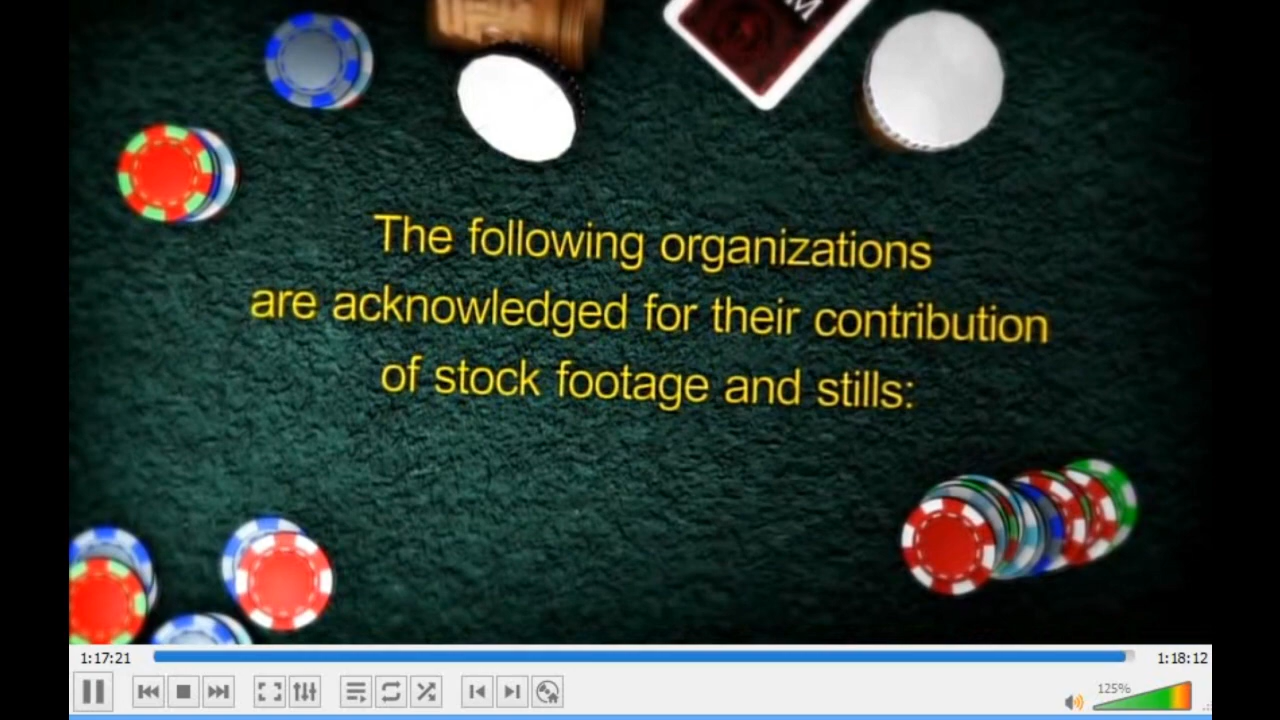 M
The following organizations
are acknowledged for their contribution
of stock footage and stills:
1:17:21
1:18:12
125%